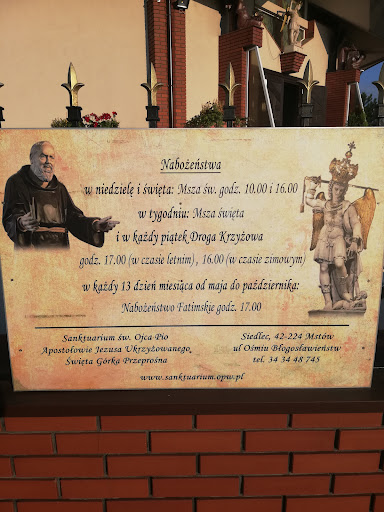 Nabożeństwa
w niedzielę i święta: Msza św. godz. 10.00 i 16.00
w tygodniu: Msza święta
i w każdy piątek Droga Krzyżowa
godz. 17.00 (w czasie letnim) , 16.00 (w czasie zimowym)
w każdy 13 dzień miesiąca od maja do października:
Nabożeństwo Fatimskie godz. 17.00
Sanktuarium św. Ojca Pio
Apostołowie Jezusa Ukrzyżowanego
Święta Górka Przeprośna
Siedlec, 42-224 Mstów
ul Ośmiu Błogosławieństw
tel. 34 34 48 745
www.sanktuarium.opw.pl